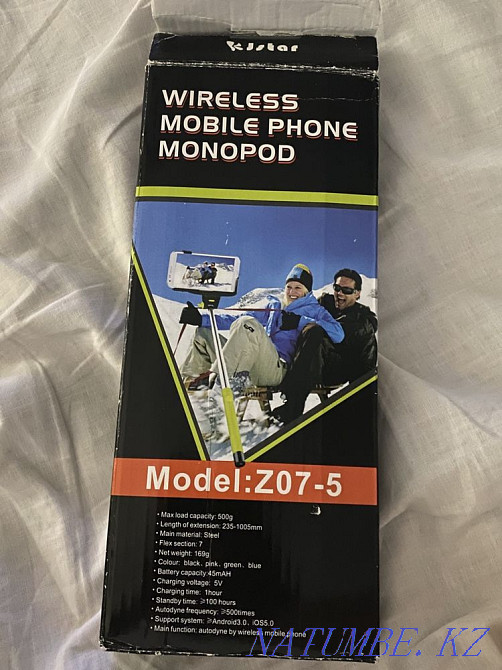 KJstar
WIRELESS
MOBILE PHONE
MONOPOD
Model:Z07-5
• Max load capacity: 500g
• Length of extension: 235-1005mm
• Main material: Steel
• Flex section: 7
• Net weight: 169g
• Colour: black, pink, green, blue
• Battery capacity:45mAH
• Charging voltage: 5V
• Charging time: 1hour
• Standby time: ≥100 hours
• Autodyne frequency: ≥500times
• Support system: ≥Android3.0, iOS5.0
• Main function: autodyne by wireless mobile phone
NATUMBE.KZ